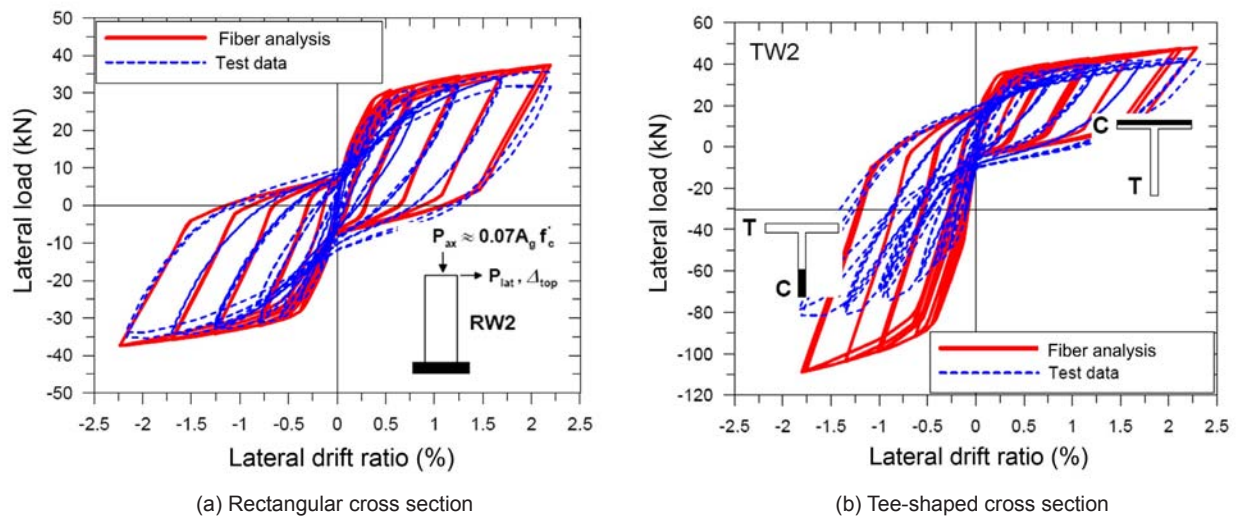 Fiber analysis
Test data
Lateral load (kN)
50
40
30
20
10
0
-10
-20
-30
-40
-50
-2.5 -2 -1.5 -1 -0.5 0 0.5 1 1.5 2 2.5
Lateral drift ratio (%)
P_ax ≈ 0.07A_g f'_c
P_lat , Δ_top
RW2
(a) Rectangular cross section
TW2
Lateral load (kN)
60
40
20
0
-20
-40
-60
-80
-100
-120
-2.5 -2 -1.5 -1 -0.5 0 0.5 1 1.5 2 2.5
Lateral drift ratio (%)
C
T
T
C
Fiber analysis
Test data
(b) Tee-shaped cross section